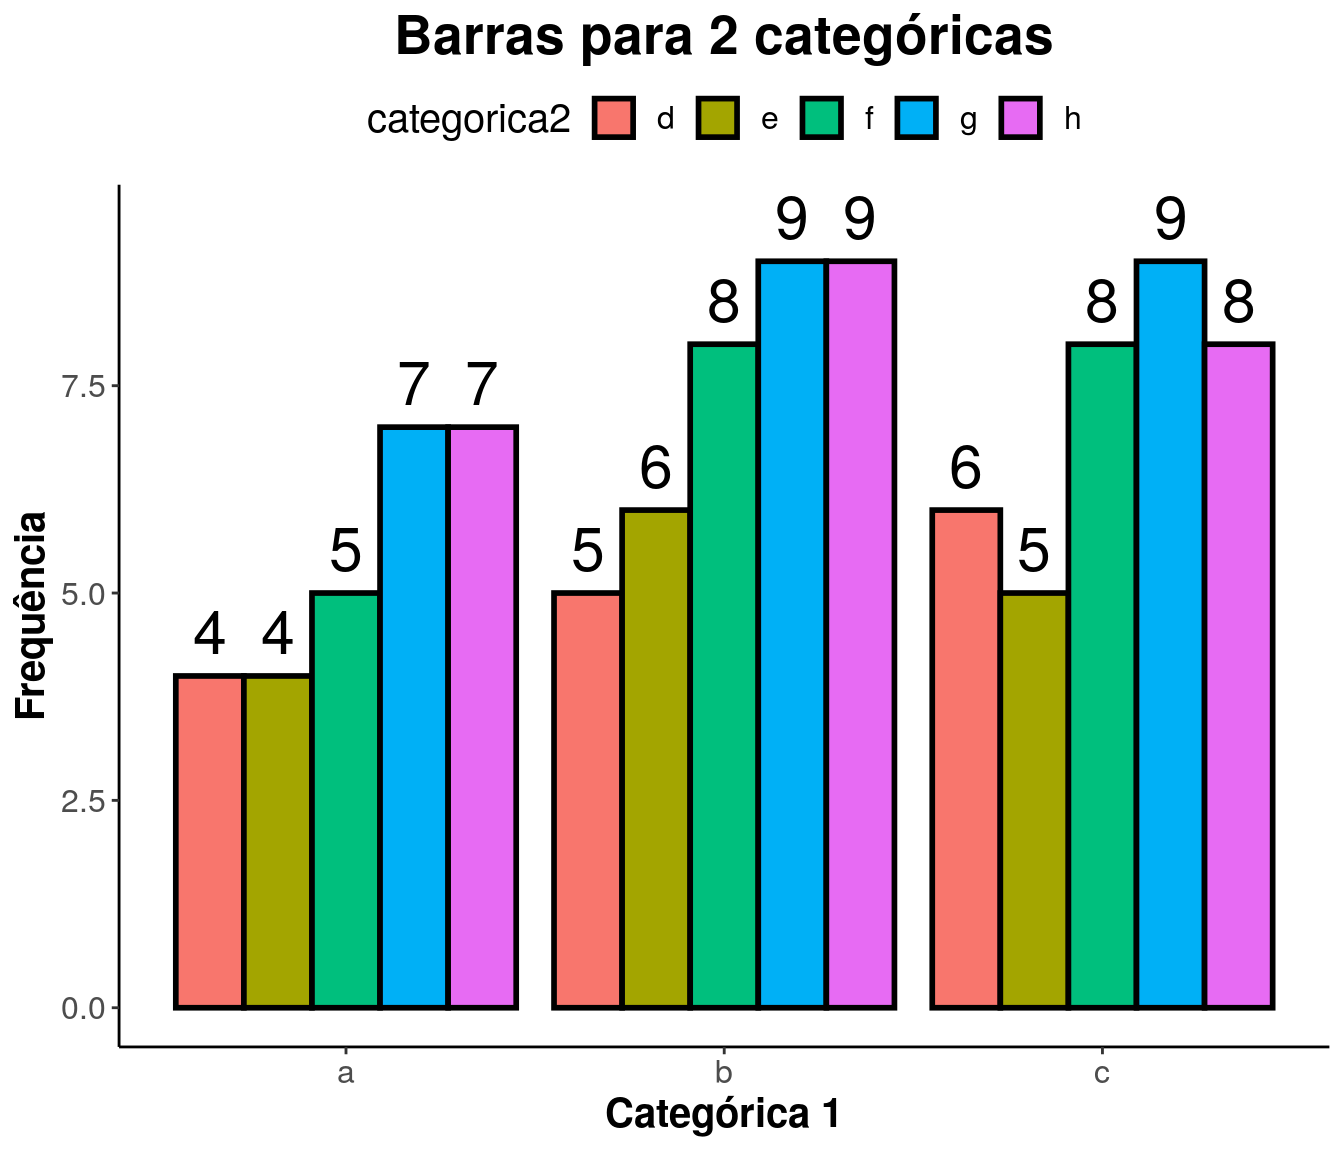 Barras para 2 categóricas
categorica2 d e f g h
9 9 9
8 8 8
7 7
6 6
5 5 5
4 4
7.5
5.0
2.5
0.0
Frequência
a b c
Categórica 1